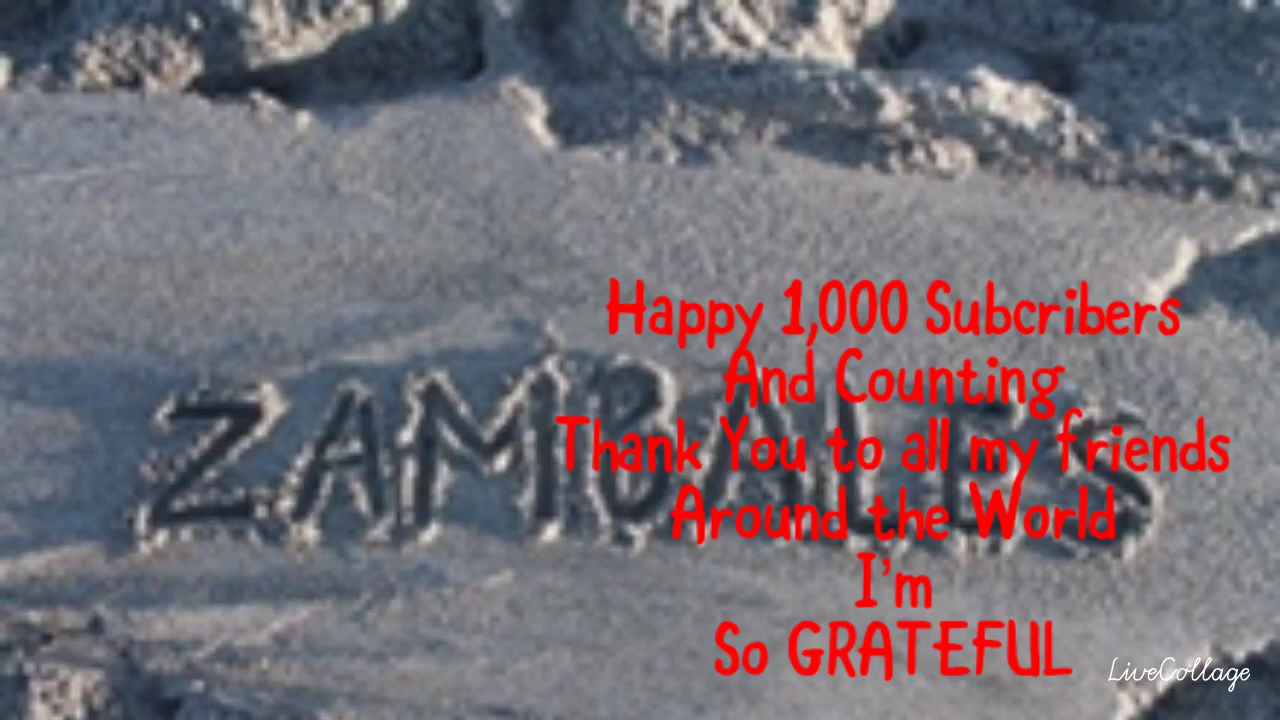 Happy 1,000 Subcribers
And Counting
ZAMBALES
Thank You to all my friends
Around the World
I'm
So GRATEFUL
LiveCollage